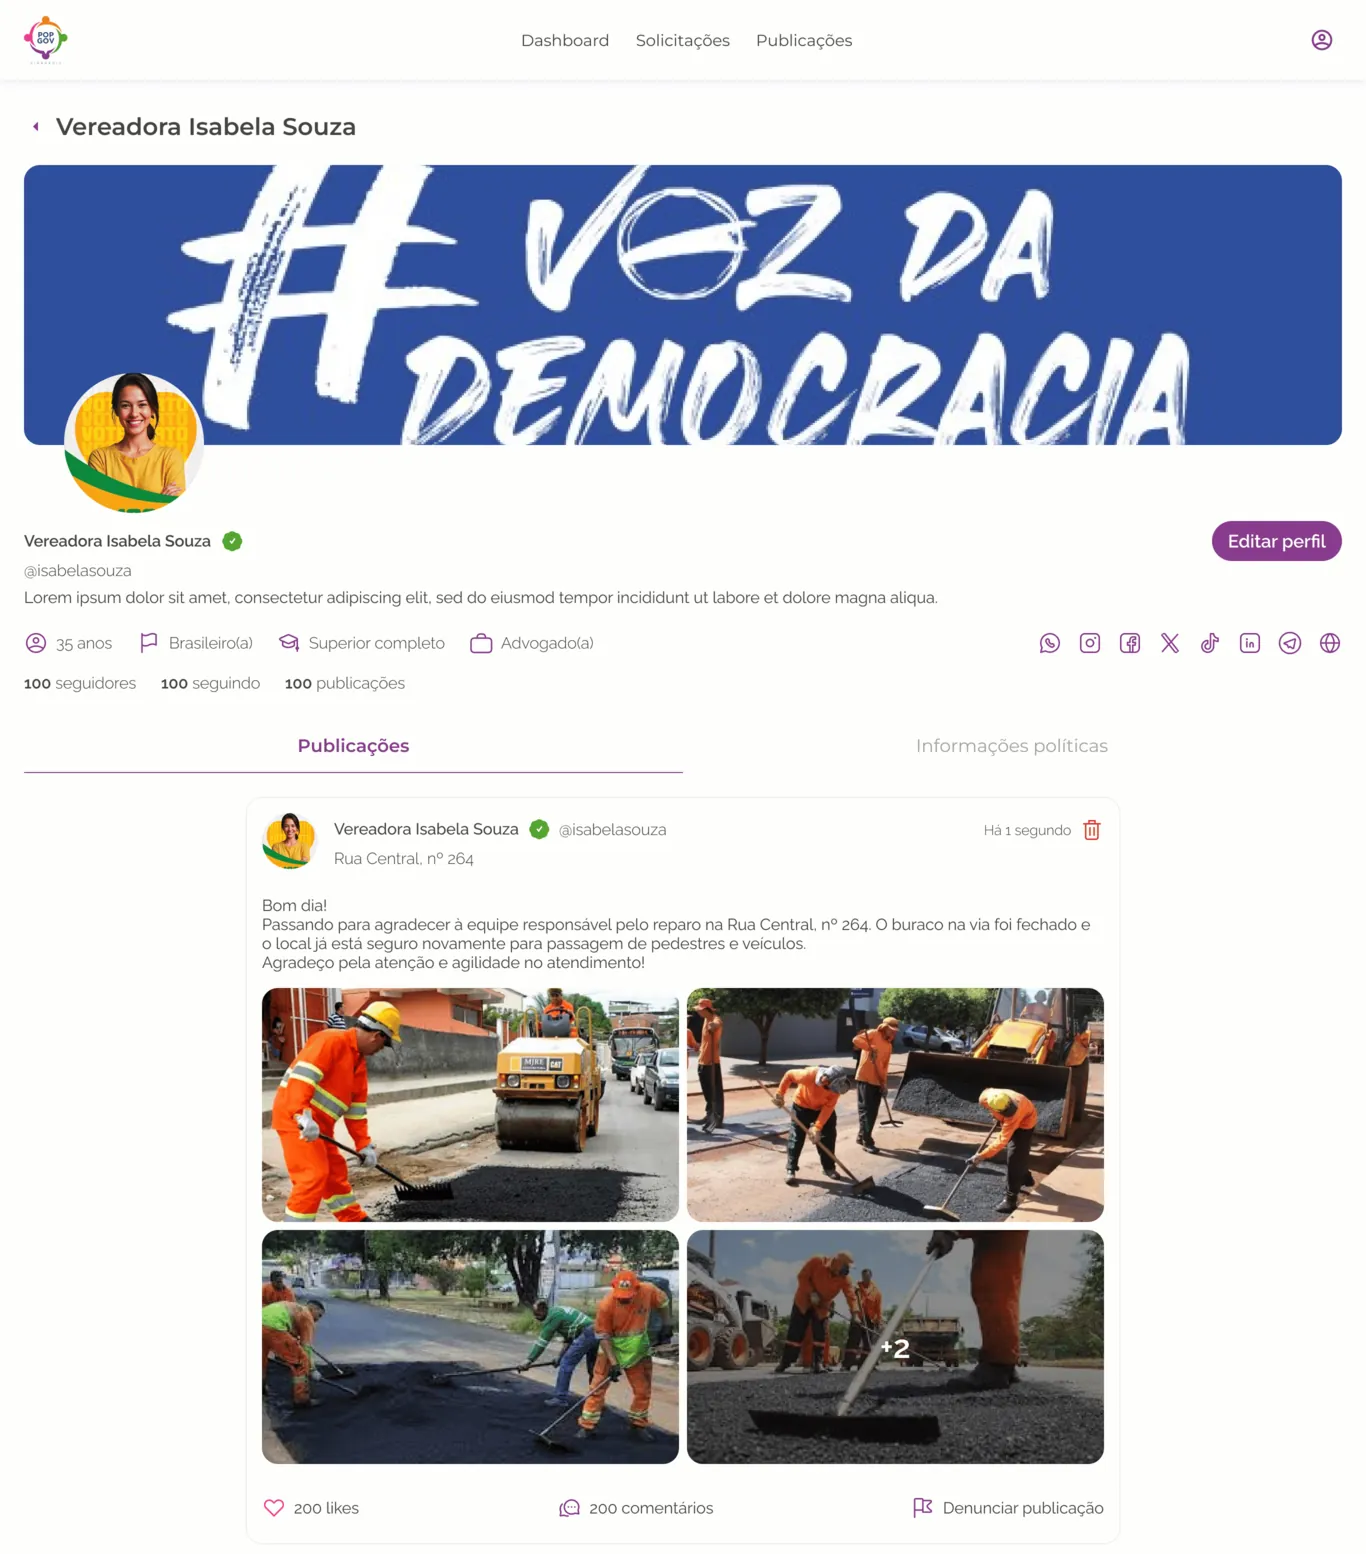 POP
GOV
Dashboard
Solicitações
Publicações
Vereadora Isabela Souza
# VOZ DA
DEMOCRACIA
Vereadora Isabela Souza
Editar perfil
@isabelasouza
Lorem ipsum dolor sit amet, consectetur adipiscing elit, sed do eiusmod tempor incididunt ut labore et dolore magna aliqua.
35 anos
Brasileiro(a)
Superior completo
Advogado(a)
100 seguidores
100 seguindo
100 publicações
Publicações
Informações políticas
Vereadora Isabela Souza @isabelasouza
Há 1 segundo
Rua Central, nº 264
Bom dia!
Passando para agradecer à equipe responsável pelo reparo na Rua Central, nº 264. O buraco na via foi fechado e
o local já está seguro novamente para passagem de pedestres e veículos.
Agradeço pela atenção e agilidade no atendimento!
CAT
+2
200 likes
200 comentários
Denunciar publicação